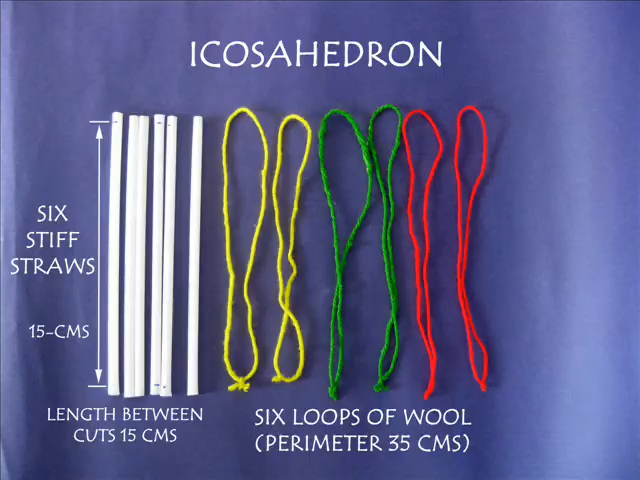 ICOSAHEDRON
SIX
STIFF
STRAWS
15-CMS
LENGTH BETWEEN
CUTS 15 CMS
SIX LOOPS OF WOOL
(PERIMETER 35 CMS)